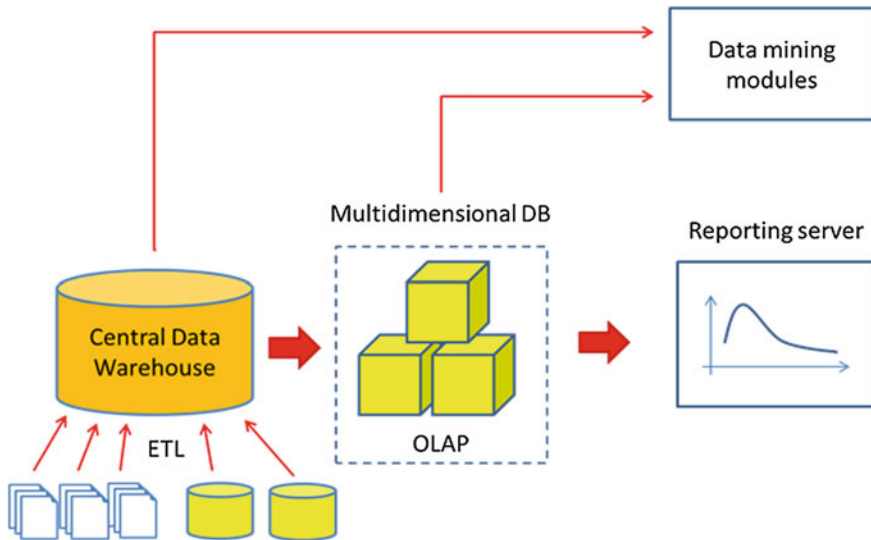 Data mining
modules
Multidimensional DB
Reporting server
Central Data
Warehouse
OLAP
ETL